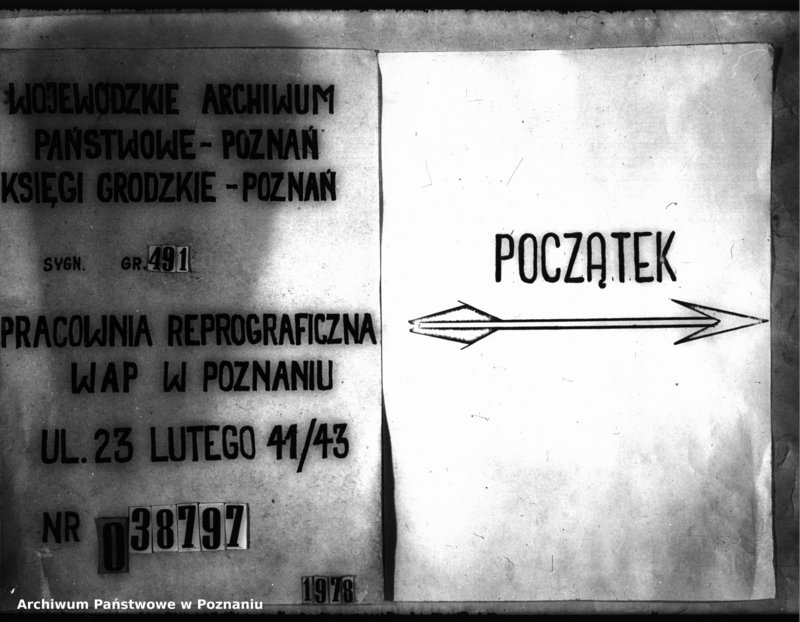 WOJEWÓDZKIE ARCHIWUM
PAŃSTWOWE - POZNAŃ
KSIĘGI GRODZKIE - POZNAŃ
SYGN. GR. 491
PRACOWNIA REPROGRAFICZNA
WAP W POZNANIU
UL. 23 LUTEGO 41/43
NR 038797
1978
POCZĄTEK
Archiwum Państwowe w Poznaniu